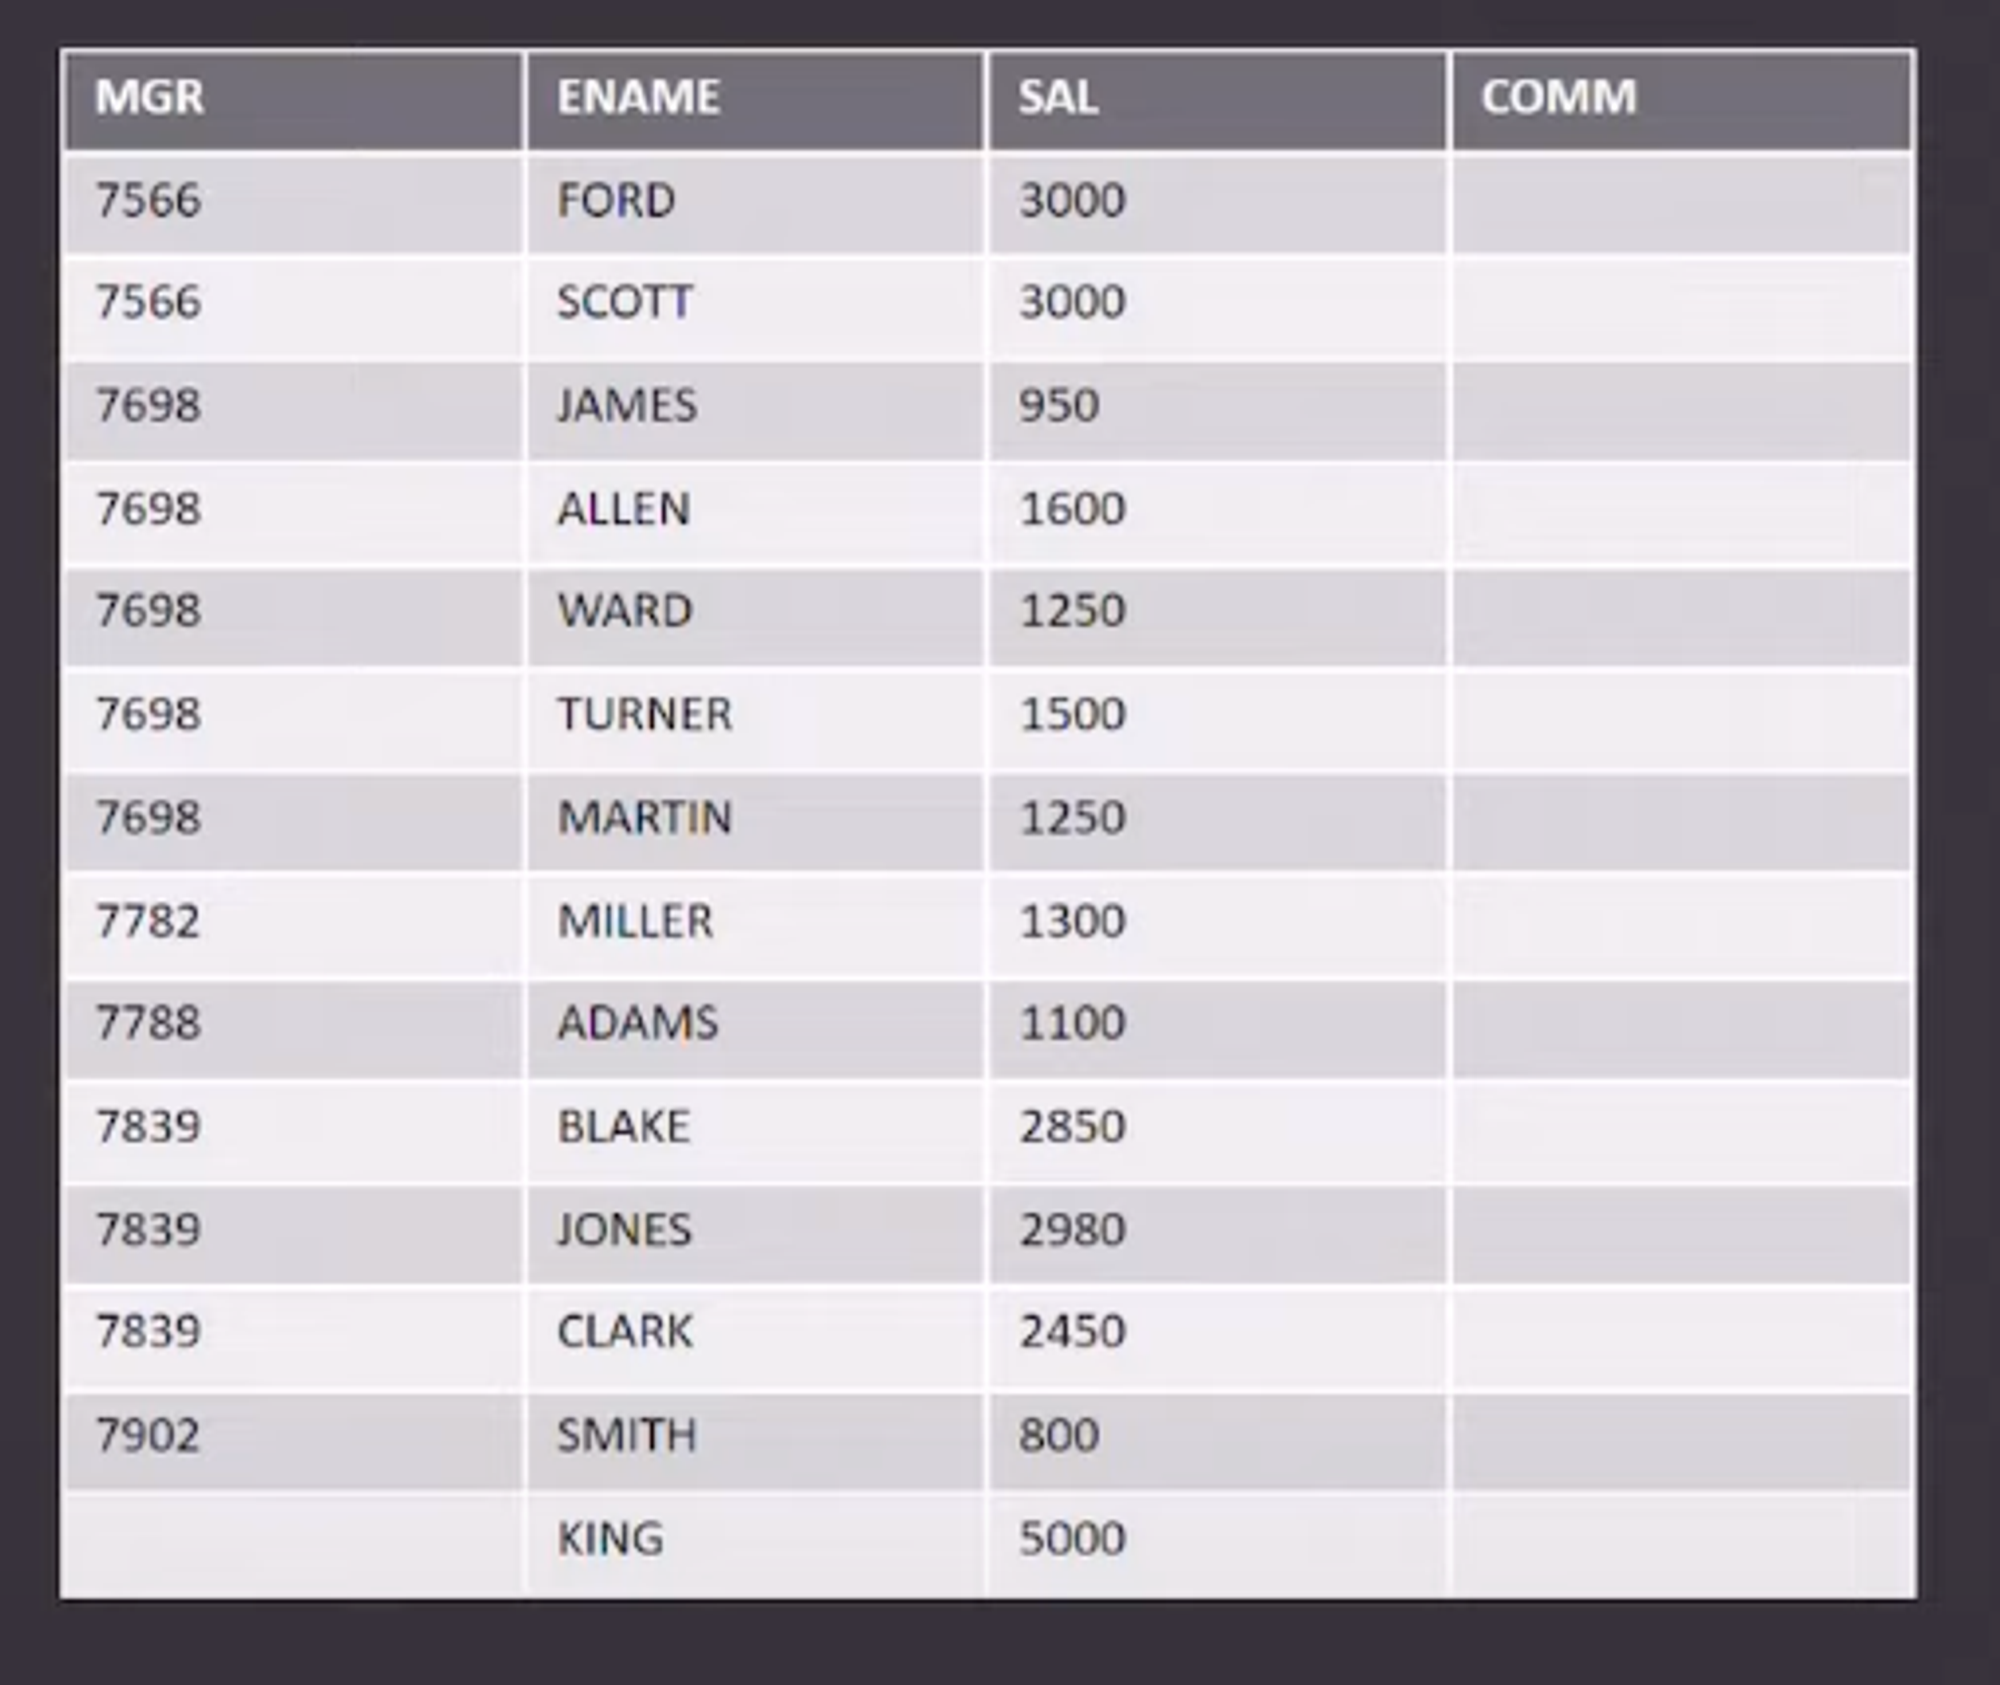 MGR ENAME SAL COMM
7566 FORD 3000
7566 SCOTT 3000
7698 JAMES 950
7698 ALLEN 1600
7698 WARD 1250
7698 TURNER 1500
7698 MARTIN 1250
7782 MILLER 1300
7788 ADAMS 1100
7839 BLAKE 2850
7839 JONES 2980
7839 CLARK 2450
7902 SMITH 800
KING 5000